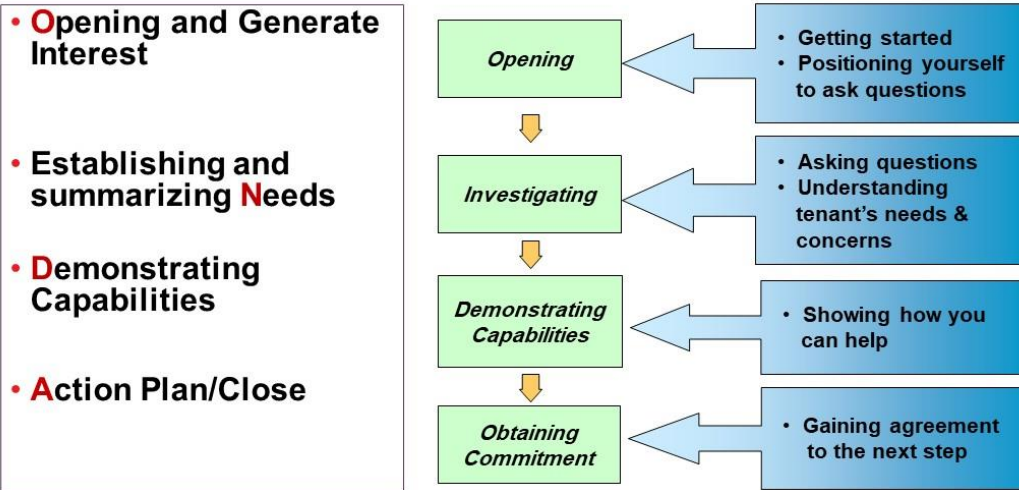 • Opening and Generate
Interest
• Establishing and
summarizing Needs
• Demonstrating
Capabilities
• Action Plan/Close
Opening
Investigating
Demonstrating
Capabilities
Obtaining
Commitment
• Getting started
• Positioning yourself
to ask questions
• Asking questions
• Understanding
tenant's needs &
concerns
• Showing how you
can help
• Gaining agreement
to the next step